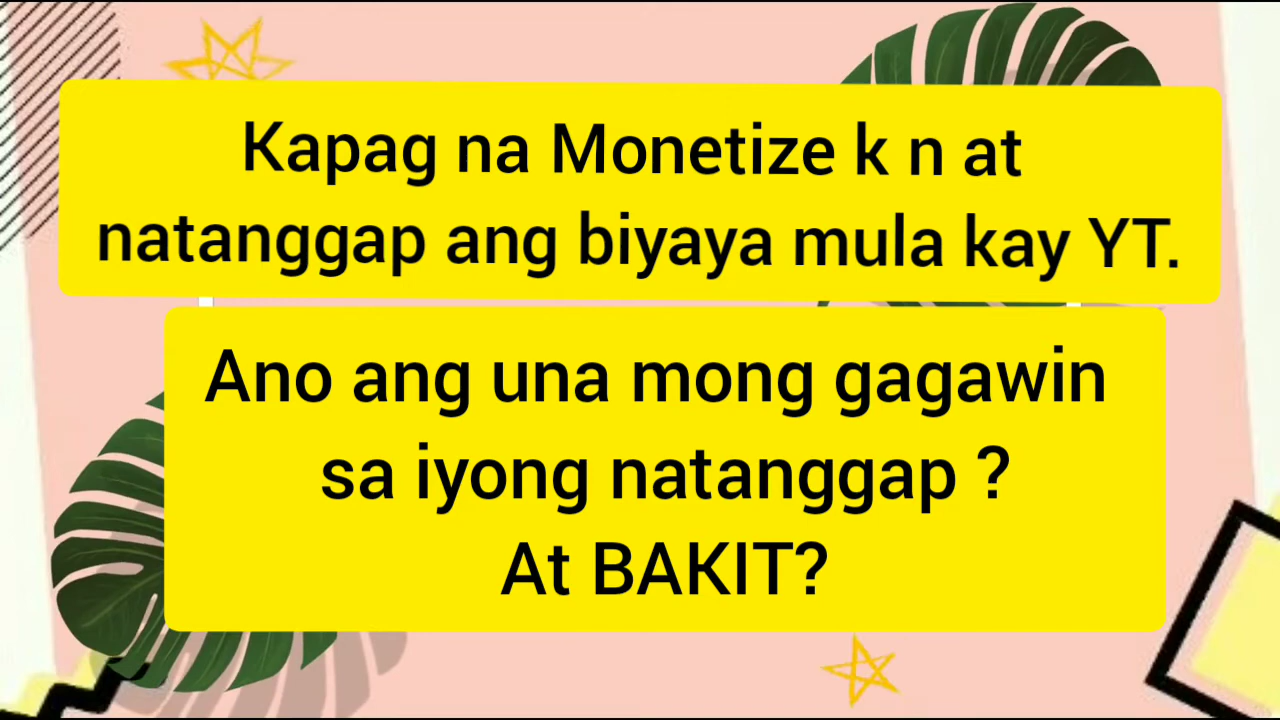 Kapag na Monetize k n at
natanggap ang biyaya mula kay YT.
Ano ang una mong gagawin
sa iyong natanggap ?
At BAKIT?